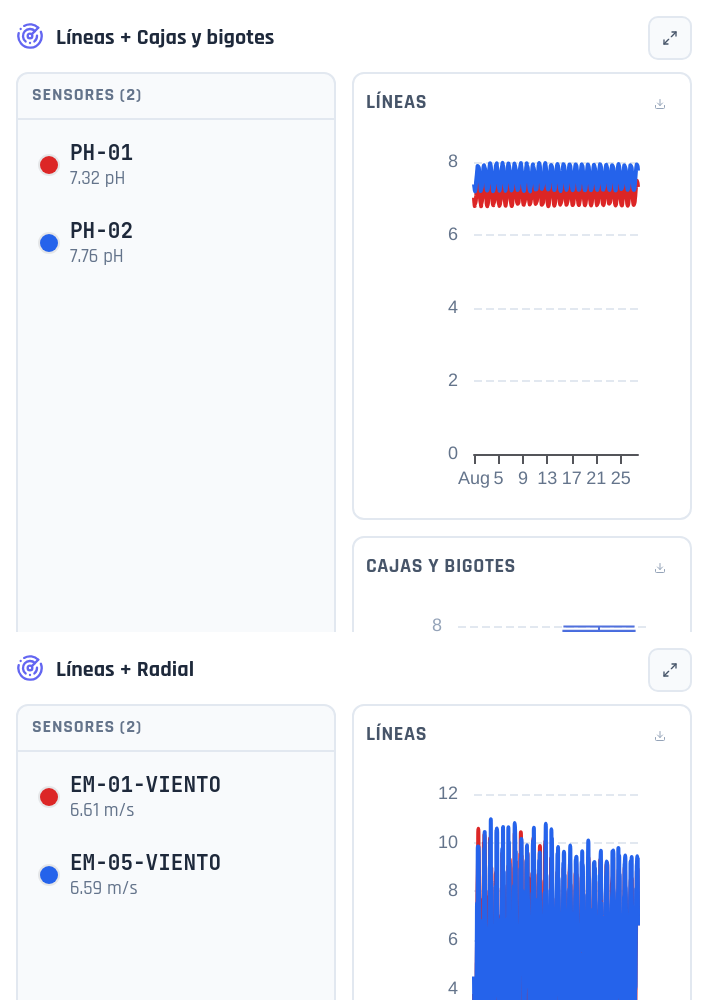 Líneas + Cajas y bigotes
SENSORES (2)
PH-01
7.32 pH
PH-02
7.76 pH
LÍNEAS
8
6
4
2
0
Aug 5 9 13 17 21 25
CAJAS Y BIGOTES
8
Líneas + Radial
SENSORES (2)
EM-01-VIENTO
6.61 m/s
EM-05-VIENTO
6.59 m/s
LÍNEAS
12
10
8
6
4